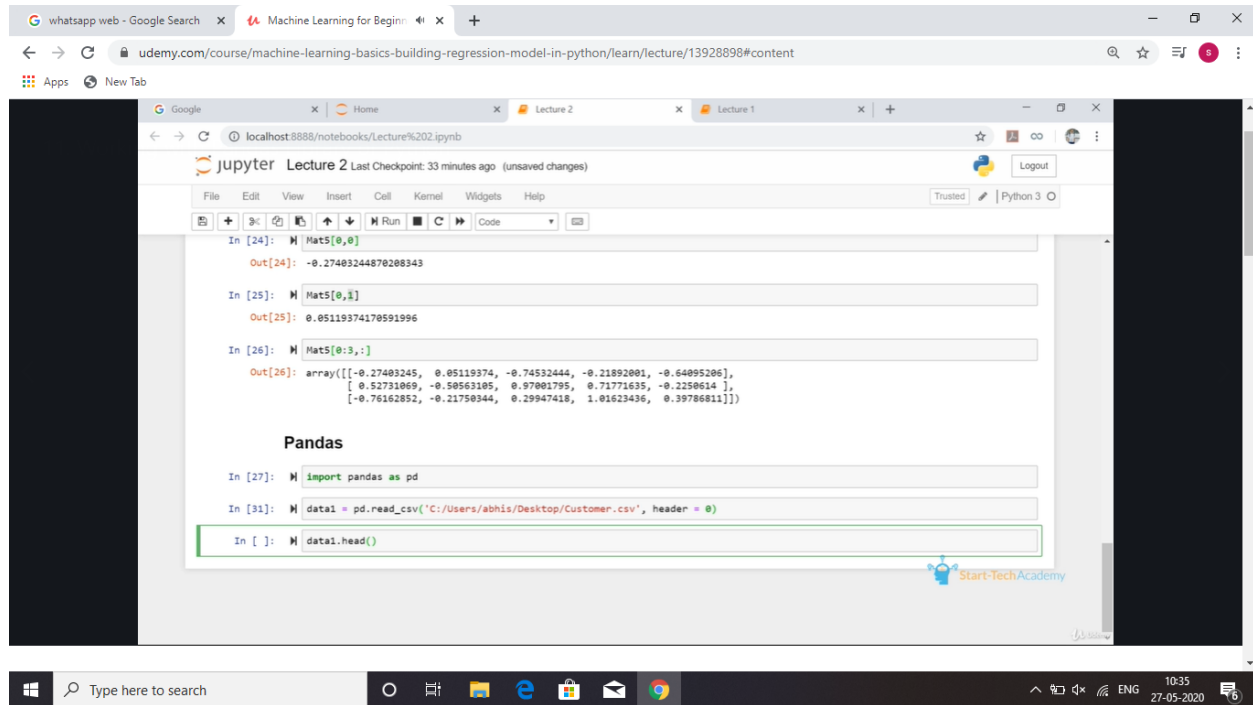 whatsapp web - Google Search
Machine Learning for Beginn
udemy.com/course/machine-learning-basics-building-regression-model-in-python/learn/lecture/13928898#content
S
Apps New Tab
Google Home Lecture 2 Lecture 1
localhost:8888/notebooks/Lecture%202.ipynb
jupyter Lecture 2 Last Checkpoint: 33 minutes ago (unsaved changes)
Logout
File Edit View Insert Cell Kernel Widgets Help
Trusted Python 3
Run Code
In [24]: Mat5[0,0]
Out[24]: -0.27403244870208343
In [25]: Mat5[0,1]
Out[25]: 0.05119374170591996
In [26]: Mat5[0:3,:]
Out[26]: array([[-0.27403245, 0.05119374, -0.74532444, -0.21892001, -0.64095206],
[ 0.52731069, -0.50563105, 0.97001795, 0.71771635, -0.2250614 ],
[-0.76162852, -0.21750344, 0.29947418, 1.01623436, 0.39786811]])
Pandas
In [27]: import pandas as pd
In [31]: data1 = pd.read_csv('C:/Users/abhis/Desktop/Customer.csv', header = 0)
In [ ]: data1.head()
Start-TechAcademy
Type here to search
ENG
10:35
27-05-2020
6